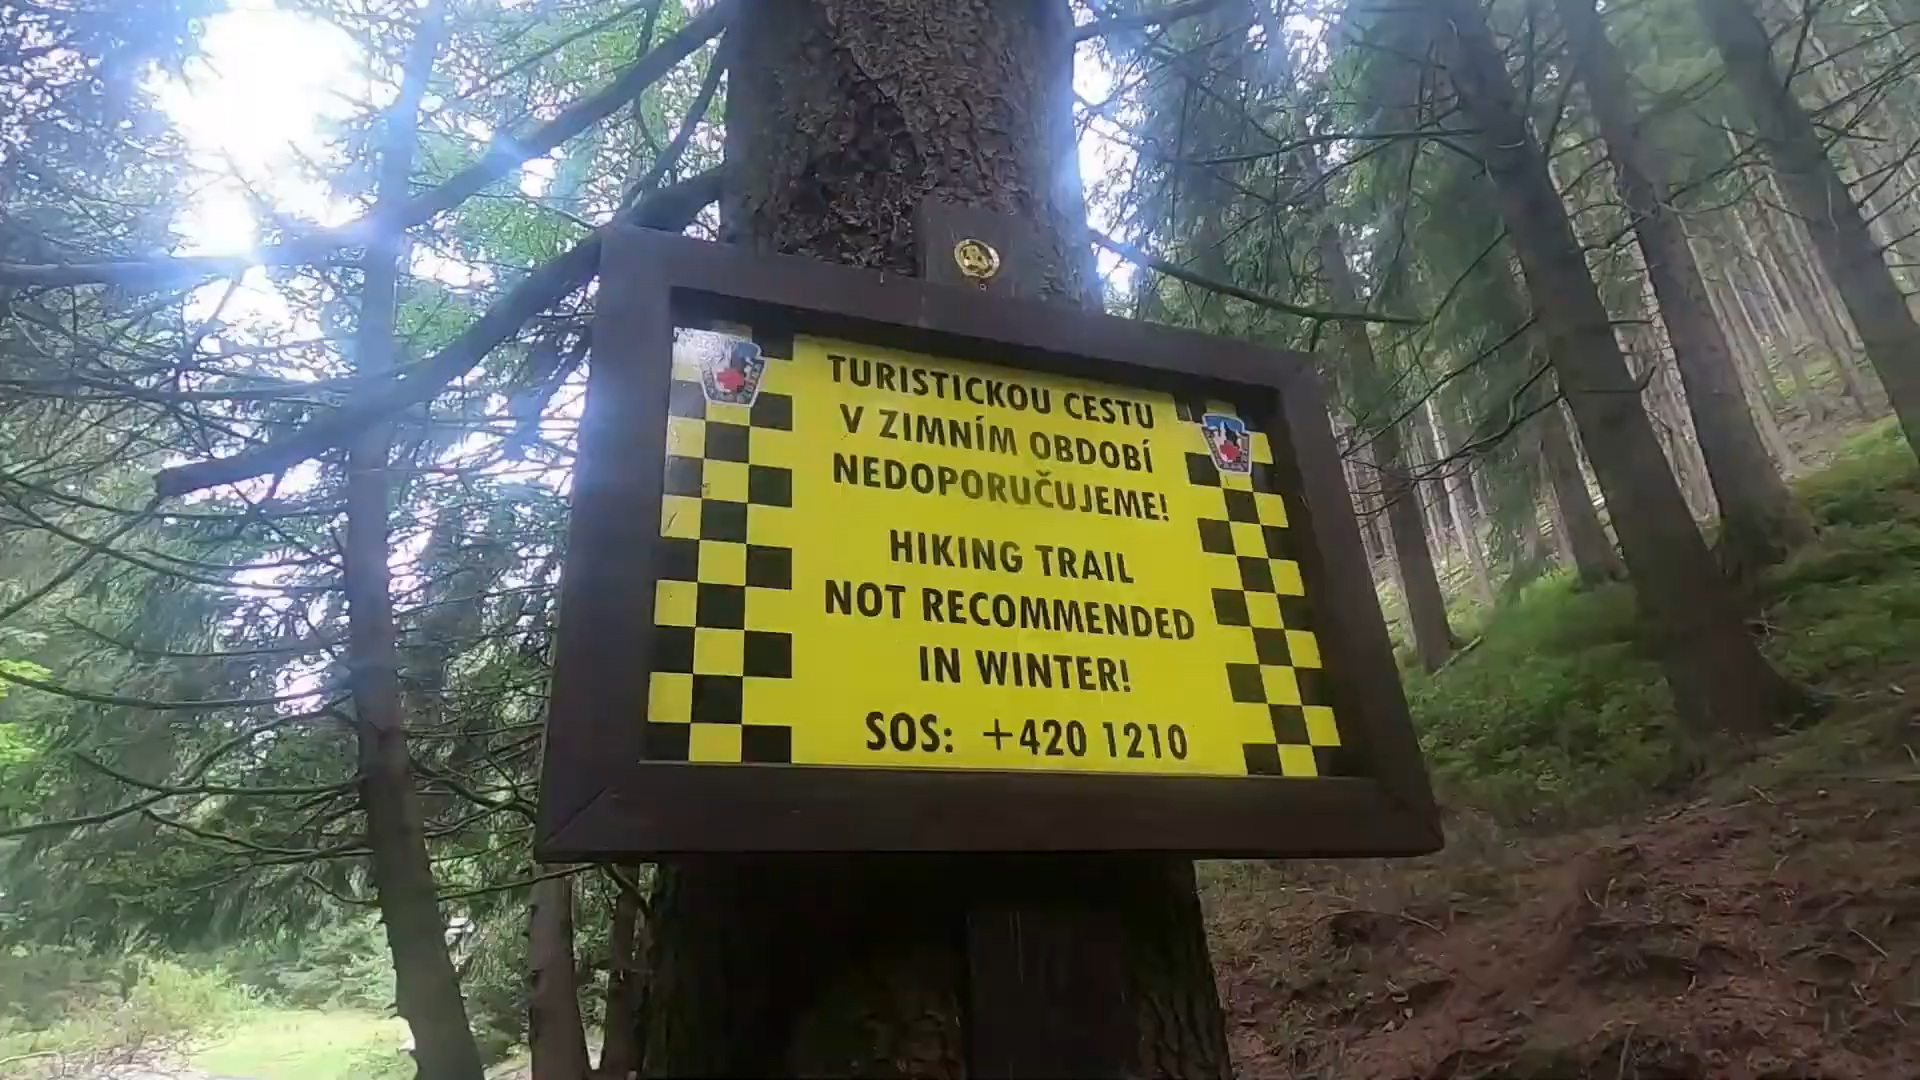 TURISTICKOU CESTU
V ZIMNÍM OBDOBÍ
NEDOPORUČUJEME!
HIKING TRAIL
NOT RECOMMENDED
IN WINTER!
SOS: +420 1210